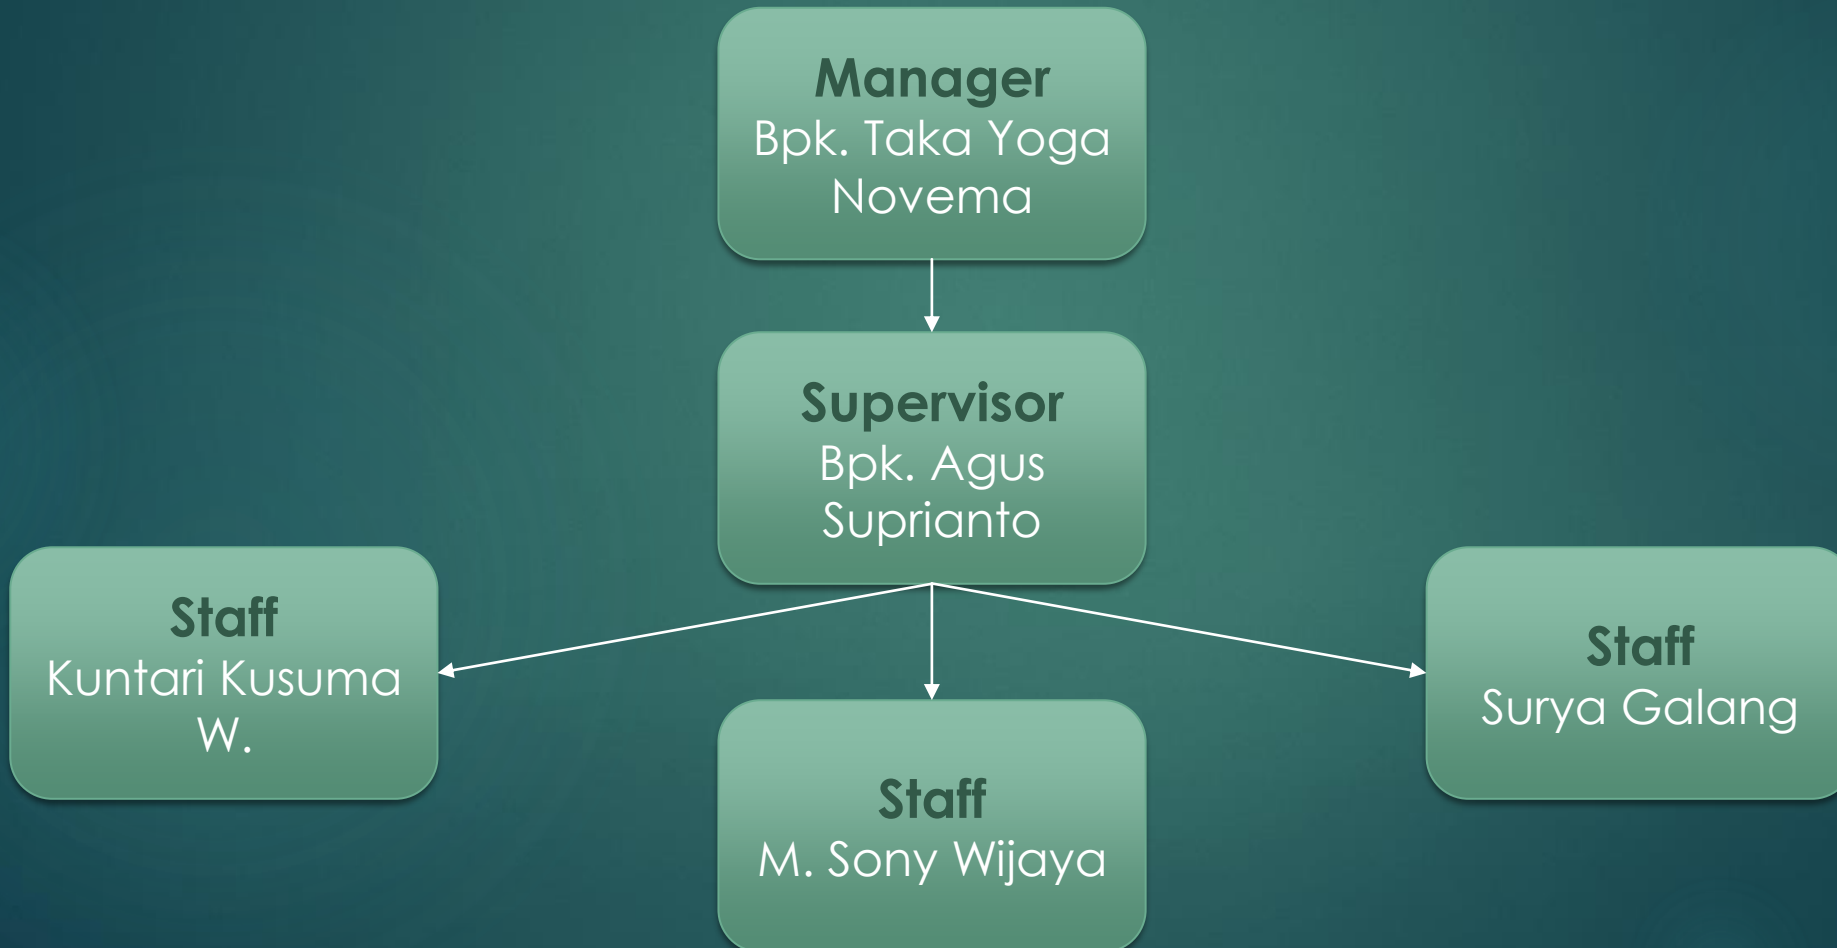 Manager
Bpk. Taka Yoga
Novema
Supervisor
Bpk. Agus
Suprianto
Staff
Kuntari Kusuma
W.
Staff
M. Sony Wijaya
Staff
Surya Galang